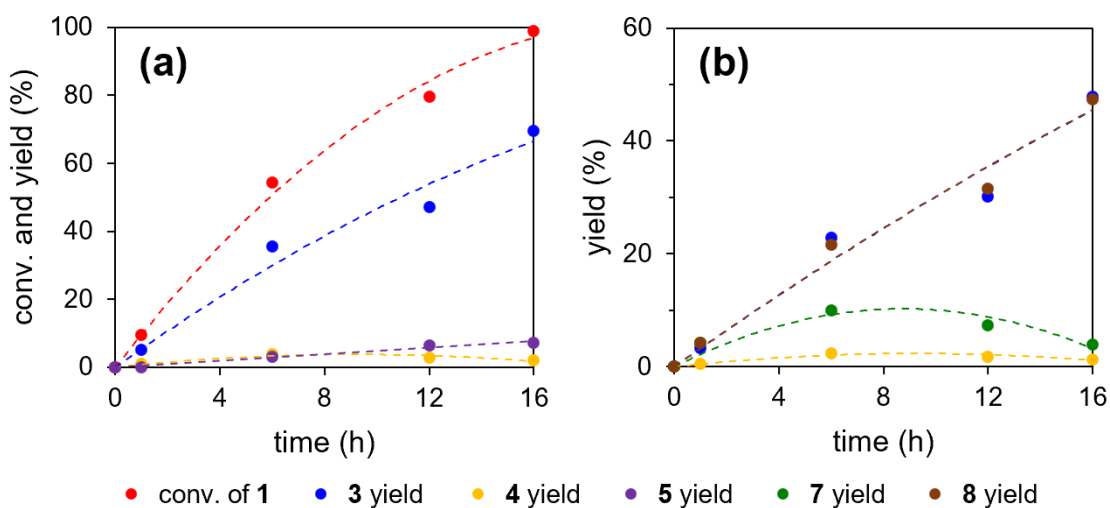 (a)
conv. and yield (%)
100
80
60
40
20
0
0 4 8 12 16
time (h)
(b)
yield (%)
60
40
20
0
0 4 8 12 16
time (h)
conv. of 1 3 yield 4 yield 5 yield 7 yield 8 yield